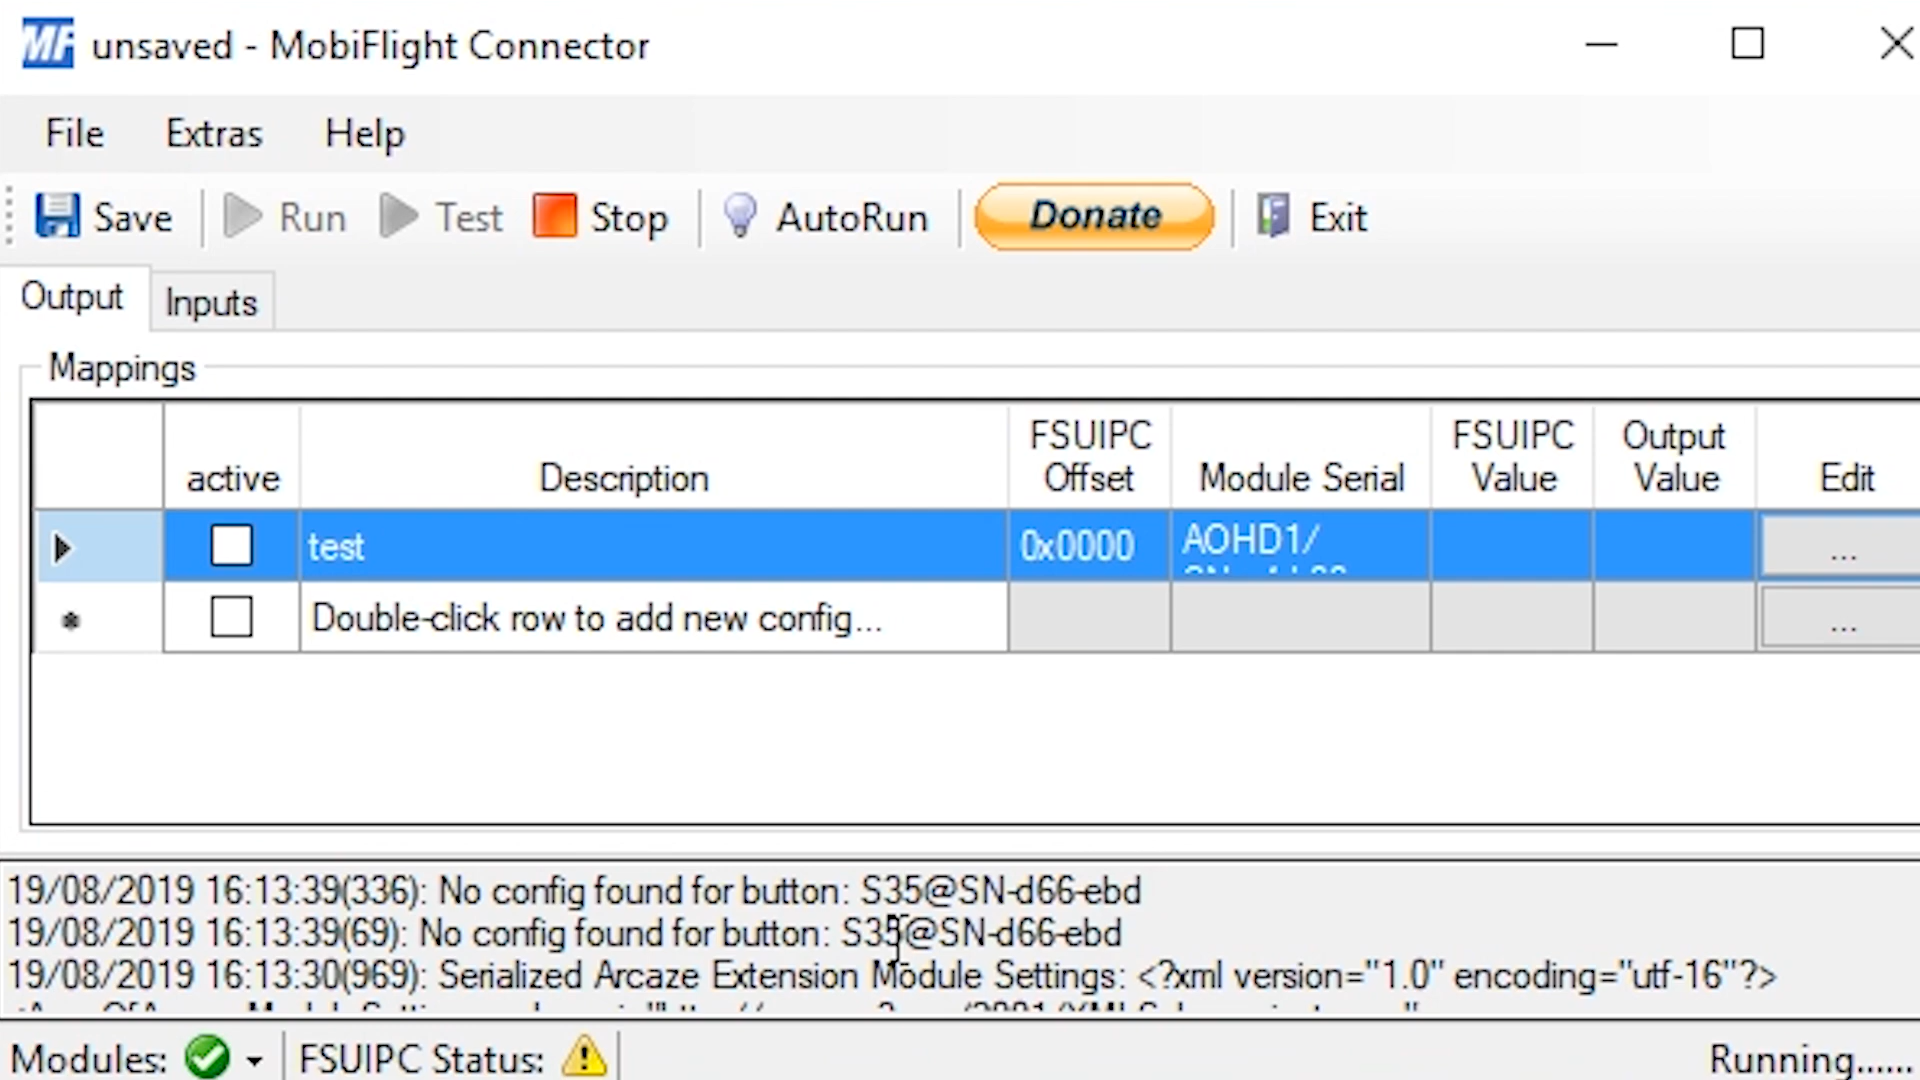 MF unsaved - MobiFlight Connector
File Extras Help
Save Run Test Stop AutoRun Donate Exit
Output Inputs
Mappings
active Description FSUIPC Offset Module Serial FSUIPC Value Output Value Edit
test 0x0000 AOHD1/ ...
Double-click row to add new config... ...
19/08/2019 16:13:39(336): No config found for button: S35@SN-d66-ebd
19/08/2019 16:13:39(69): No config found for button: S35@SN-d66-ebd
19/08/2019 16:13:30(969): Serialized Arcaze Extension Module Settings: <?xml version="1.0" encoding="utf-16"?>
Modules: FSUIPC Status: Running......